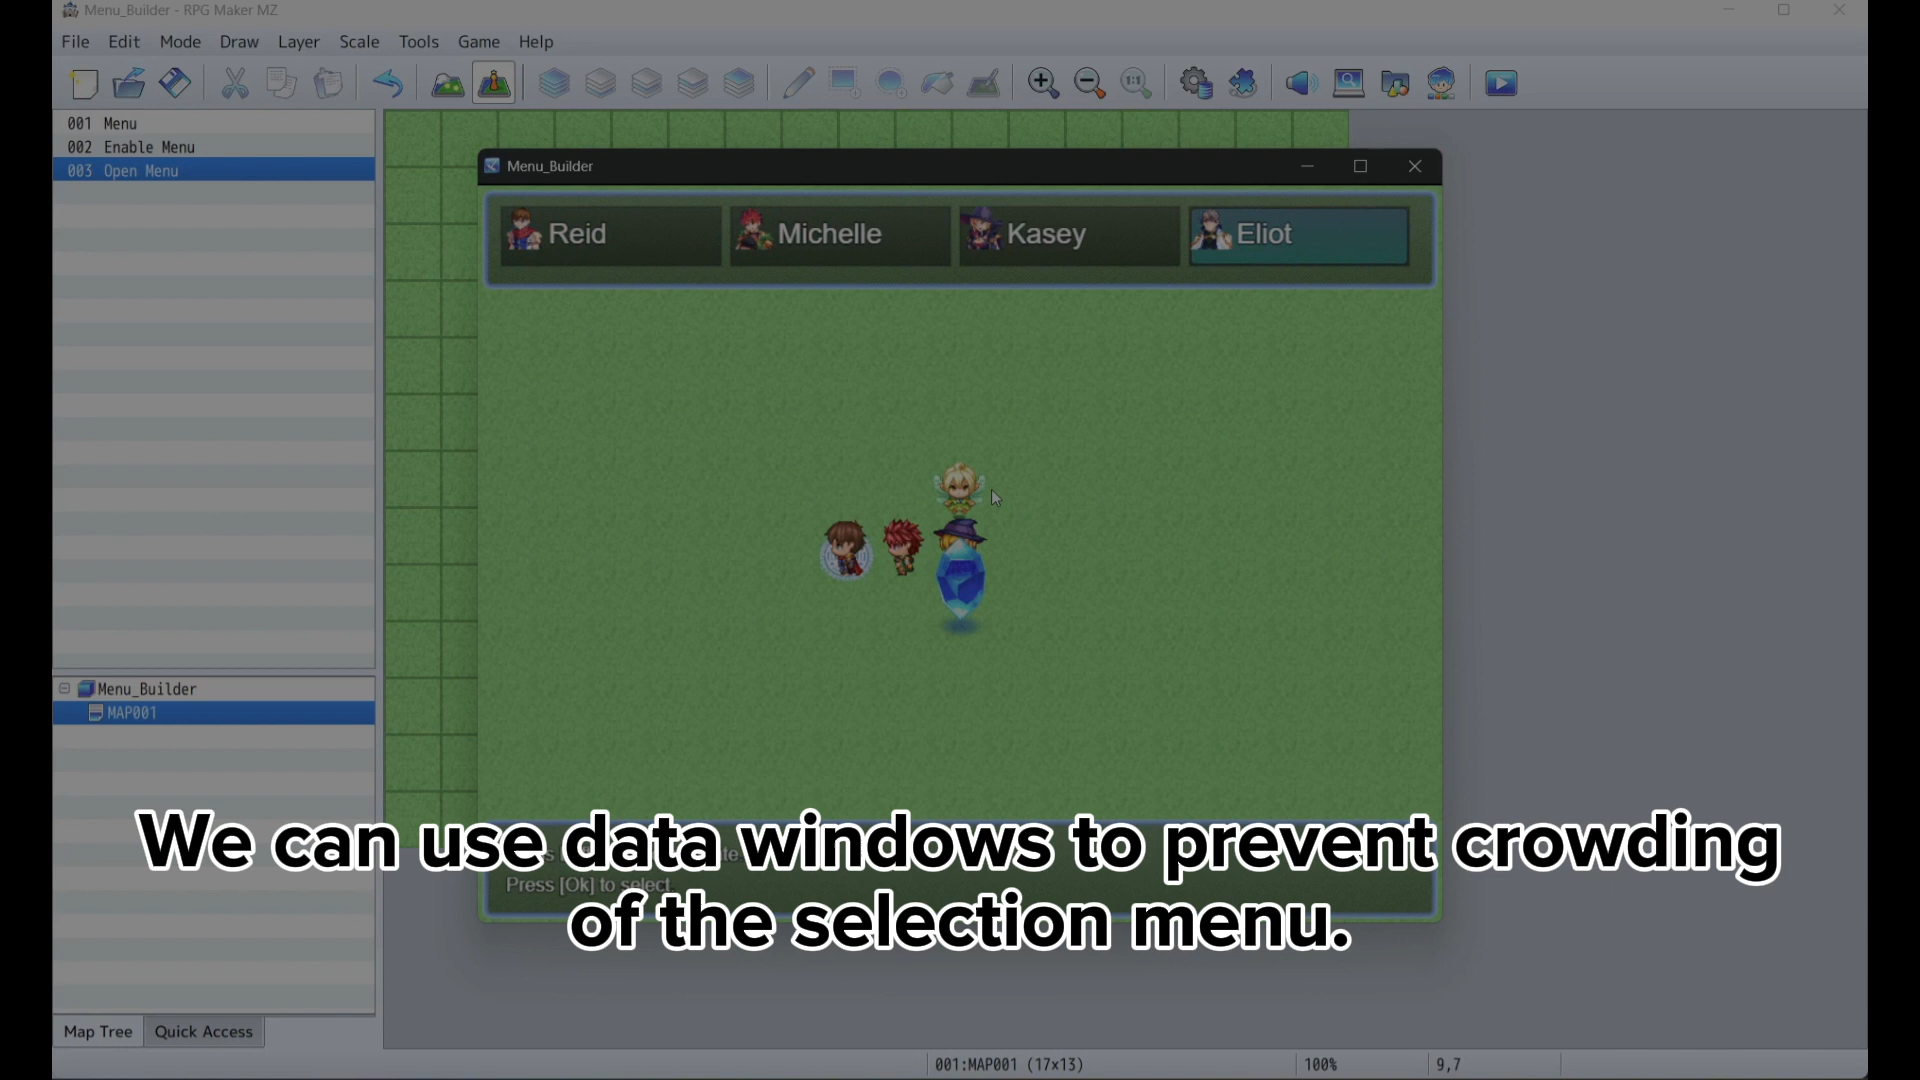 Menu_Builder - RPG Maker MZ
File Edit Mode Draw Layer Scale Tools Game Help
1:1
001 Menu
002 Enable Menu
003 Open Menu
Menu_Builder
Reid Michelle Kasey Eliot
Menu_Builder
MAP001
We can use data windows to prevent crowding
Press [Ok] to select.
of the selection menu.
Map Tree Quick Access
001:MAP001 (17x13) 100% 9,7